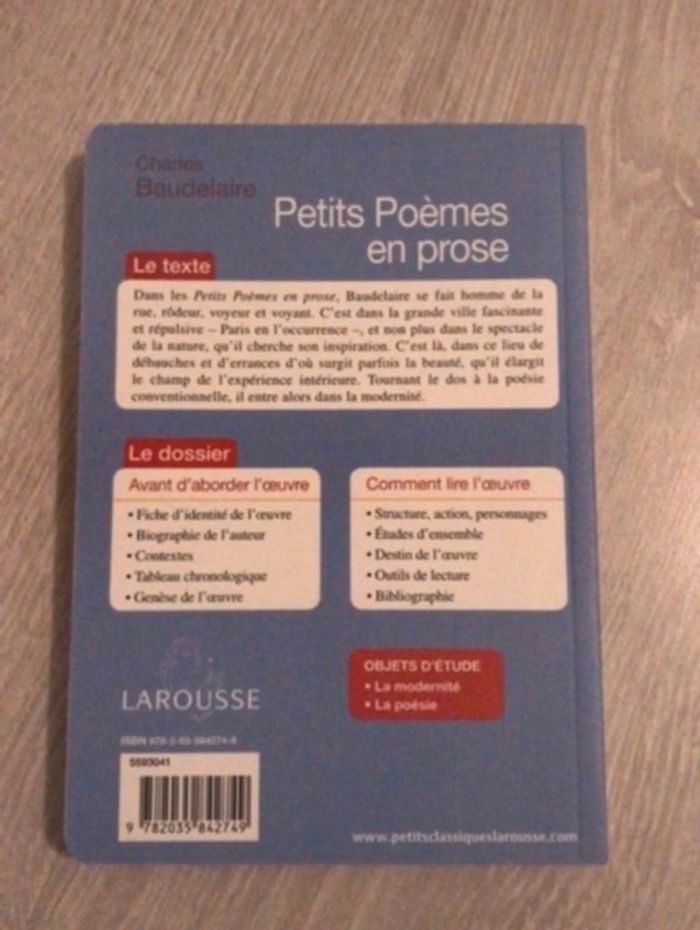 Charles
Baudelaire
Petits Poèmes
en prose
Le texte
Dans les Petits Poèmes en prose, Baudelaire se fait homme de la
rue, rôdeur, voyeur et voyant. C'est dans la grande ville fascinante
et répulsive – Paris en l'occurrence –, et non plus dans le spectacle
de la nature, qu'il cherche son inspiration. C'est là, dans ce lieu de
débauches et d'errances d'où surgit parfois la beauté, qu'il élargit
le champ de l'expérience intérieure. Tournant le dos à la poésie
conventionnelle, il entre alors dans la modernité.
Le dossier
Avant d'aborder l'œuvre
• Fiche d'identité de l'œuvre
• Biographie de l'auteur
• Contextes
• Tableau chronologique
• Genèse de l'œuvre
Comment lire l'œuvre
• Structure, action, personnages
• Études d'ensemble
• Destin de l'œuvre
• Outils de lecture
• Bibliographie
OBJETS D'ÉTUDE
• La modernité
• La poésie
LAROUSSE
ISBN 978-2-03-584274-9
5593041
9 782035 842749
www.petitsclassiqueslarousse.com